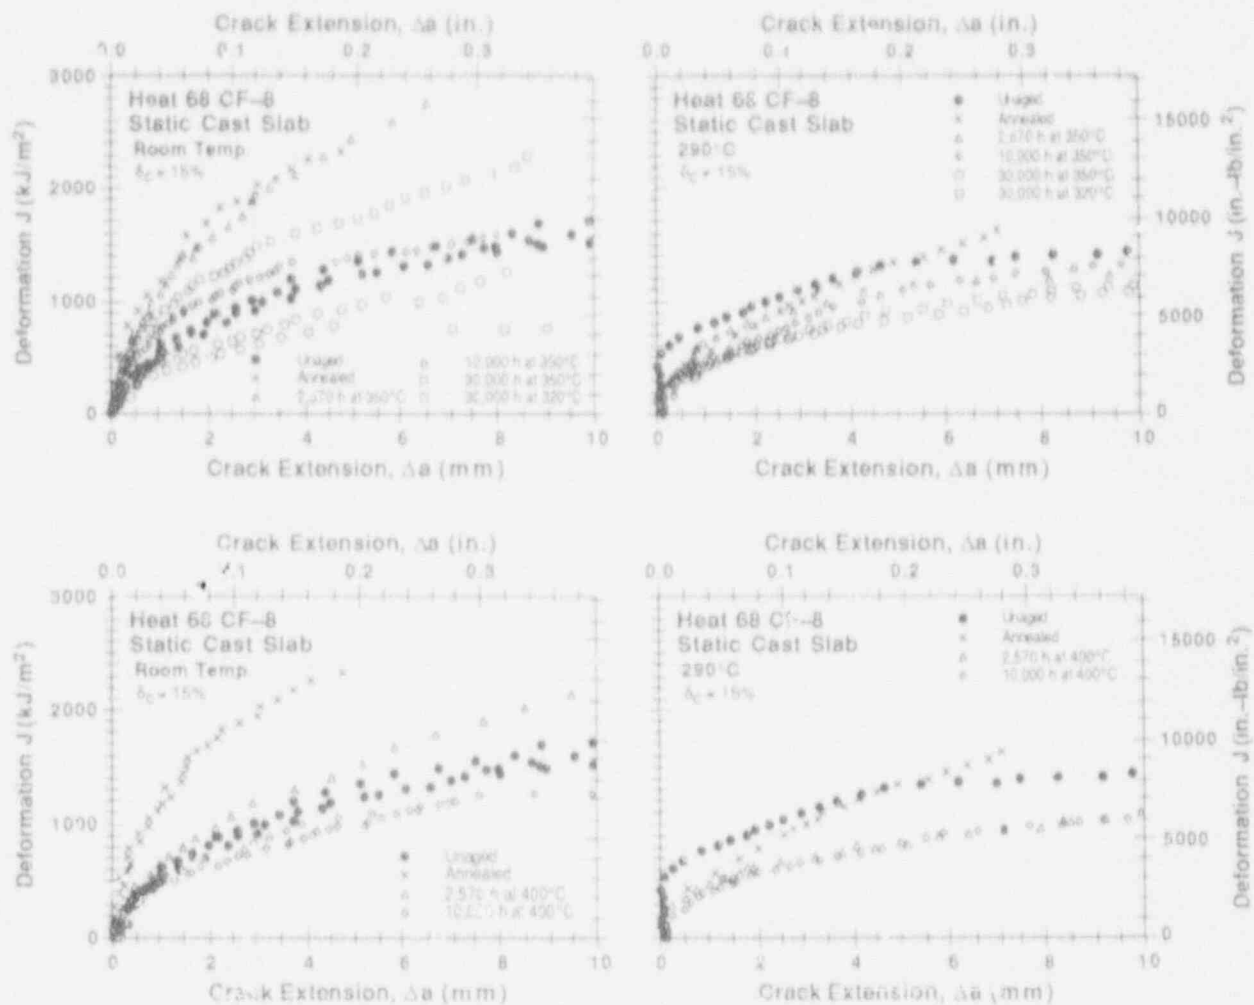 Crack Extension, Δa (in.)
0.0 0.1 0.2 0.3
3000
2000
1000
0
Deformation J (kJ/m²)
Heat 68 CF–8
Static Cast Slab
Room Temp.
δc = 15%
Unaged
Annealed
2,570 h at 350°C
10,000 h at 350°C
30,000 h at 350°C
30,000 h at 320°C
0 2 4 6 8 10
Crack Extension, Δa (mm)
Crack Extension, Δa (in.)
0.0 0.1 0.2 0.3
Heat 68 CF–8
Static Cast Slab
290°C
δc = 15%
Unaged
Annealed
2,570 h at 350°C
10,000 h at 350°C
30,000 h at 350°C
30,000 h at 320°C
15000
10000
5000
0
Deformation J (in.–lb/in.²)
0 2 4 6 8 10
Crack Extension, Δa (mm)
Crack Extension, Δa (in.)
0.0 0.1 0.2 0.3
3000
2000
1000
0
Deformation J (kJ/m²)
Heat 68 CF–8
Static Cast Slab
Room Temp.
δc = 15%
Unaged
Annealed
2,570 h at 400°C
10,000 h at 400°C
0 2 4 6 8 10
Crack Extension, Δa (mm)
Crack Extension, Δa (in.)
0.0 0.1 0.2 0.3
Heat 68 CF–8
Static Cast Slab
290°C
δc = 15%
Unaged
Annealed
2,570 h at 400°C
10,000 h at 400°C
15000
10000
5000
0
Deformation J (in.–lb/in.²)
0 2 4 6 8 10
Crack Extension, Δa (mm)